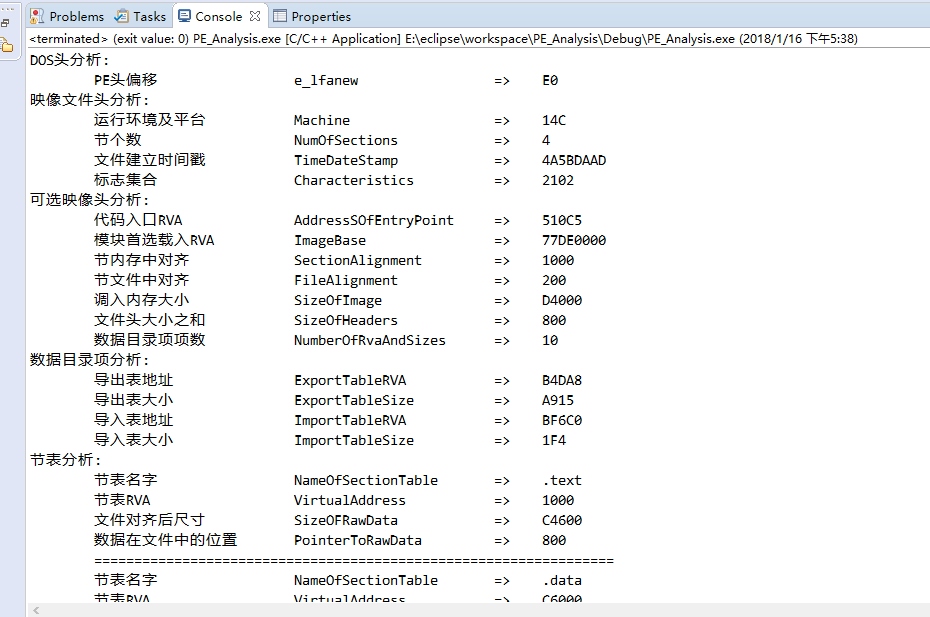 Problems Tasks Console Properties
<terminated> (exit value: 0) PE_Analysis.exe [C/C++ Application] E:\eclipse\workspace\PE_Analysis\Debug\PE_Analysis.exe (2018/1/16 下午5:38)
DOS头分析:
PE头偏移 e_lfanew => E0
映像文件头分析:
运行环境及平台 Machine => 14C
节个数 NumOfSections => 4
文件建立时间戳 TimeDateStamp => 4A5BDAAD
标志集合 Characteristics => 2102
可选映像头分析:
代码入口RVA AddressSOfEntryPoint => 510C5
模块首选载入RVA ImageBase => 77DE0000
节内存中对齐 SectionAlignment => 1000
节文件中对齐 FileAlignment => 200
调入内存大小 SizeOfImage => D4000
文件头大小之和 SizeOfHeaders => 800
数据目录项项数 NumberOfRvaAndSizes => 10
数据目录项分析:
导出表地址 ExportTableRVA => B4DA8
导出表大小 ExportTableSize => A915
导入表地址 ImportTableRVA => BF6C0
导入表大小 ImportTableSize => 1F4
节表分析:
节表名字 NameOfSectionTable => .text
节表RVA VirtualAddress => 1000
文件对齐后尺寸 SizeOFRawData => C4600
数据在文件中的位置 PointerToRawData => 800
=================================================================
节表名字 NameOfSectionTable => .data
节表RVA VirtualAddress => C6000